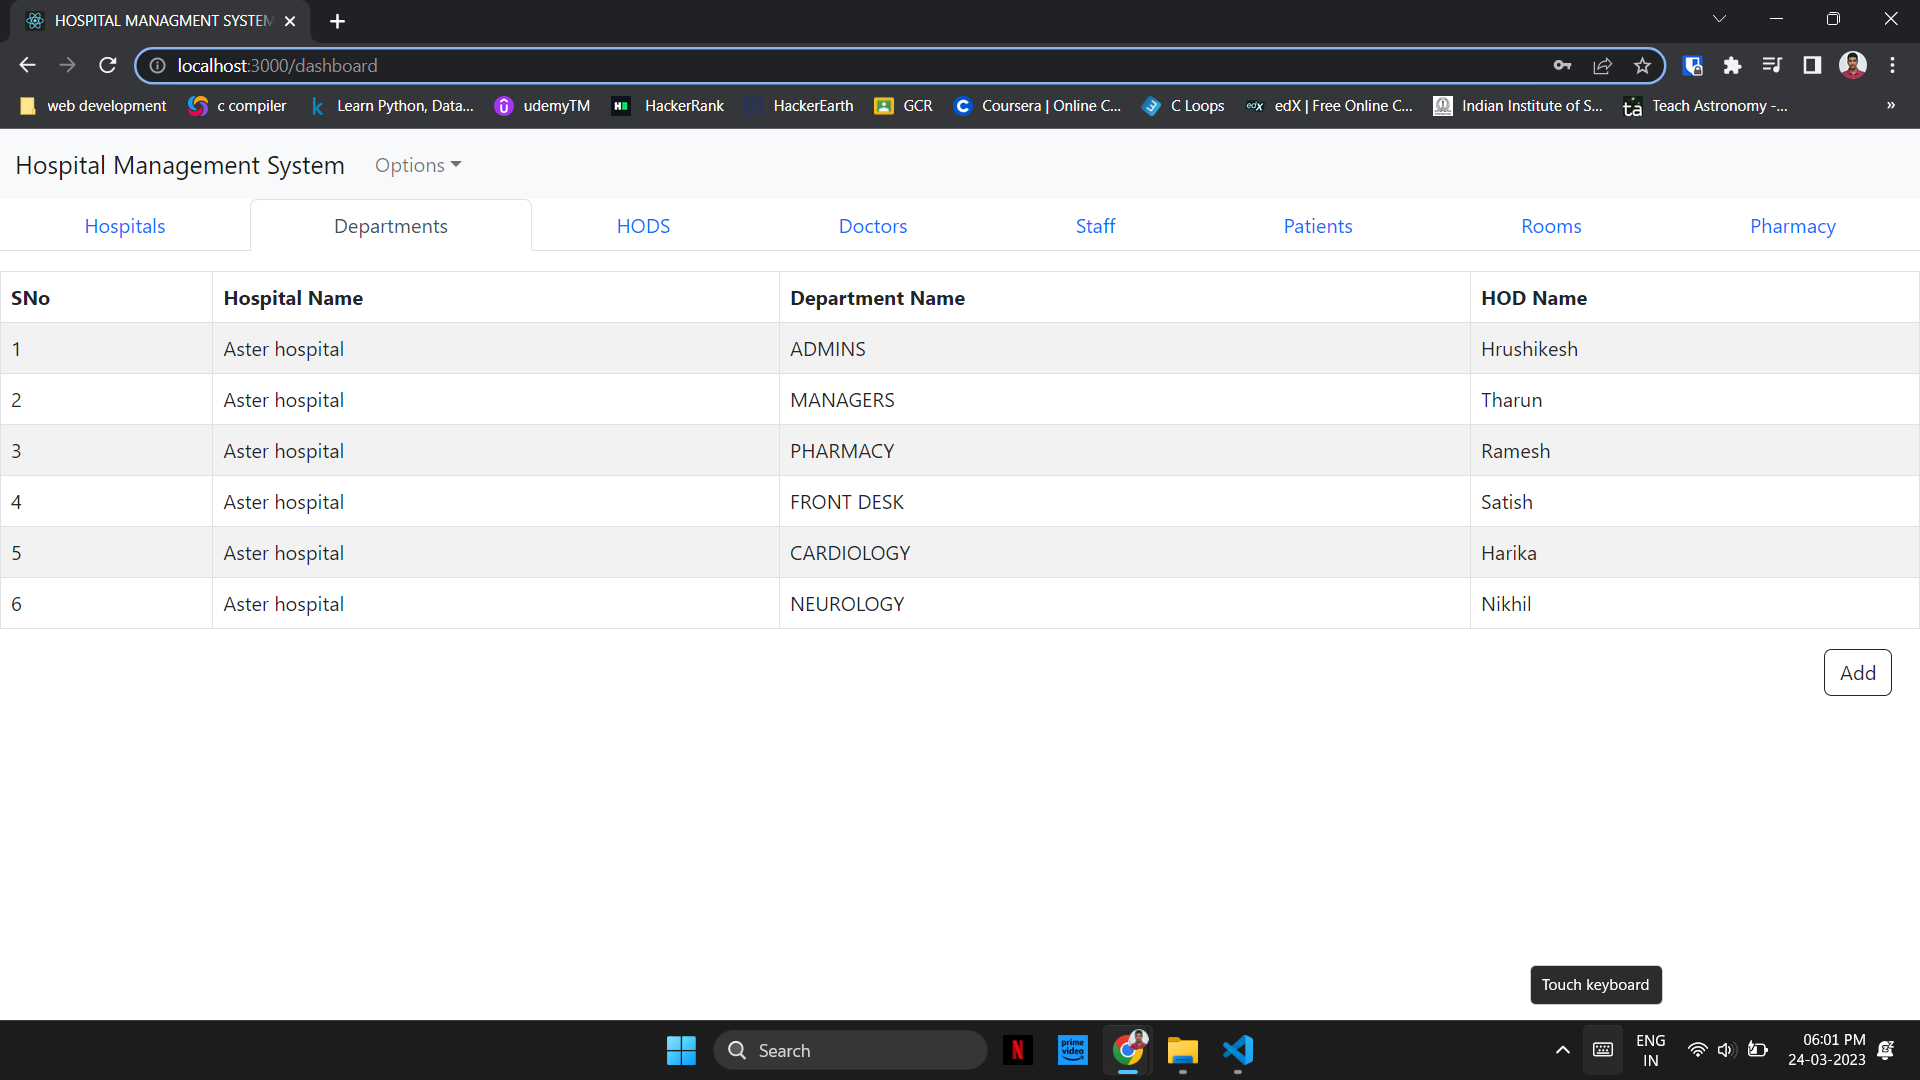 HOSPITAL MANAGMENT SYSTEM
localhost:3000/dashboard
web development c compiler Learn Python, Data... udemyTM HackerRank HackerEarth GCR Coursera | Online C... C Loops edX | Free Online C... Indian Institute of S... Teach Astronomy -... »
Hospital Management System Options
Hospitals Departments HODS Doctors Staff Patients Rooms Pharmacy
SNo Hospital Name Department Name HOD Name
1 Aster hospital ADMINS Hrushikesh
2 Aster hospital MANAGERS Tharun
3 Aster hospital PHARMACY Ramesh
4 Aster hospital FRONT DESK Satish
5 Aster hospital CARDIOLOGY Harika
6 Aster hospital NEUROLOGY Nikhil
Add
Touch keyboard
Search
prime video
ENG
IN
06:01 PM
24-03-2023